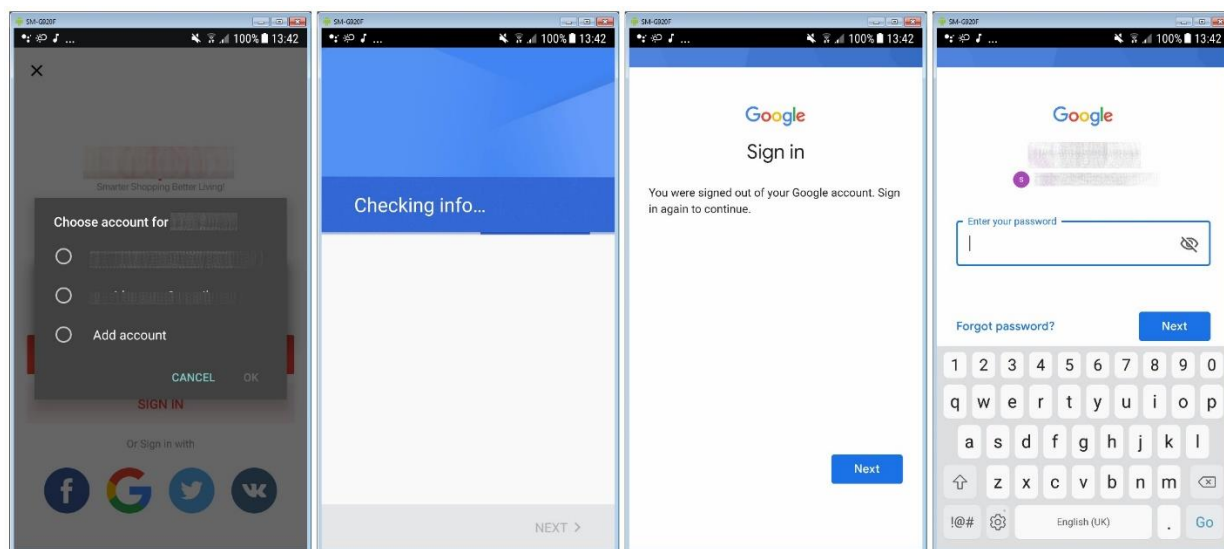 SM-G920F
... 100% 13:42
Smarter Shopping Better Living!
Choose account for
Add account
CANCEL OK
SIGN IN
Or Sign in with
SM-G920F
... 100% 13:42
Checking info...
NEXT >
SM-G920F
... 100% 13:42
Google
Sign in
You were signed out of your Google account. Sign
in again to continue.
Next
SM-G920F
... 100% 13:42
Google
S
Enter your password
Forgot password?
Next
1 2 3 4 5 6 7 8 9 0
q w e r t y u i o p
a s d f g h j k l
z x c v b n m
!@# English (UK) . Go